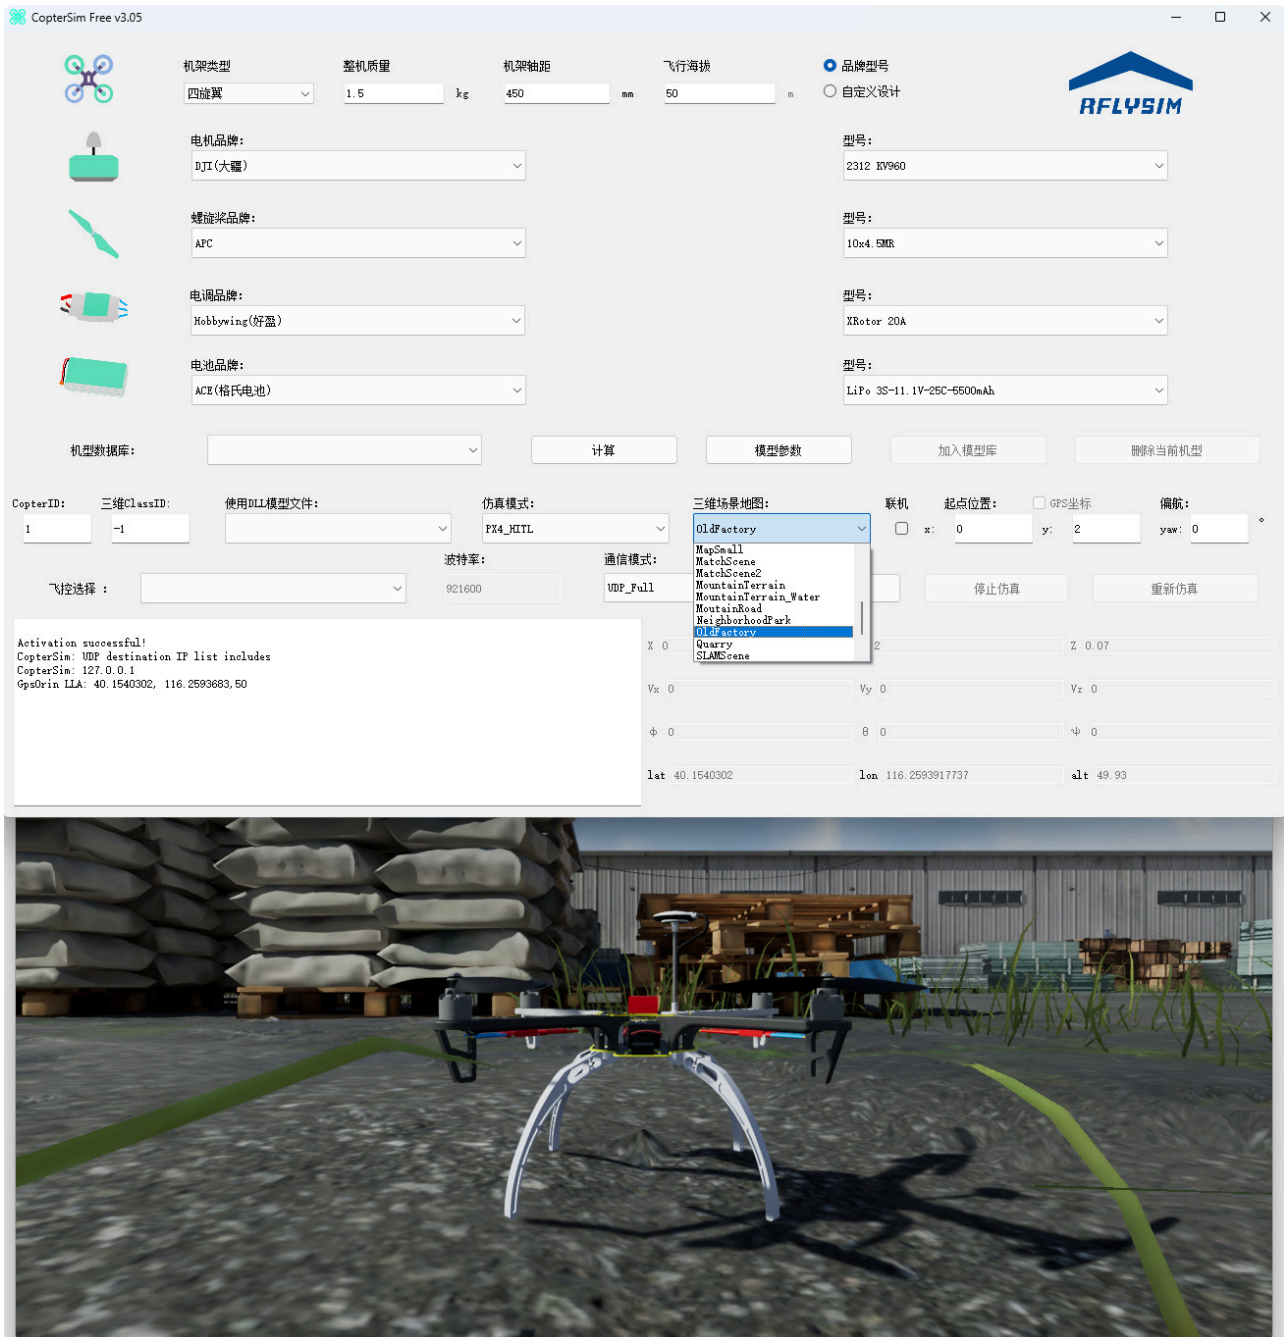 CopterSim Free v3.05
机架类型 整机质量 机架轴距 飞行海拔 品牌型号
四旋翼 1.5 kg 450 mm 50 m 自定义设计
RFLYSIM
电机品牌: 型号:
DJI(大疆) 2312 KV960
螺旋桨品牌: 型号:
APC 10x4.5MR
电调品牌: 型号:
Hobbywing(好盈) XRotor 20A
电池品牌: 型号:
ACE(格氏电池) LiPo 3S-11.1V-25C-5500mAh
机型数据库: 计算 模型参数 加入模型库 删除当前机型
CopterID: 三维ClassID: 使用DLL模型文件: 仿真模式: 三维场景地图: 联机 起点位置: GPS坐标 偏航:
1 -1 PX4_HITL OldFactory x: 0 y: 2 yaw: 0 °
波特率: 通信模式:
飞控选择 : 921600 UDP_Full 停止仿真 重新仿真
MapSmall
MatchScene
MatchScene2
MountainTerrain
MountainTerrain_Water
MoutainRoad
NeighborhoodPark
OldFactory
Quarry
SLAMScene
Activation successful!
CopterSim: UDP destination IP list includes
CopterSim: 127.0.0.1
GpsOrin LLA: 40.1540302, 116.2593683,50
X 0 2 Z 0.07
Vx 0 Vy 0 Vz 0
ϕ 0 θ 0 ψ 0
lat 40.1540302 lon 116.2593917737 alt 49.93